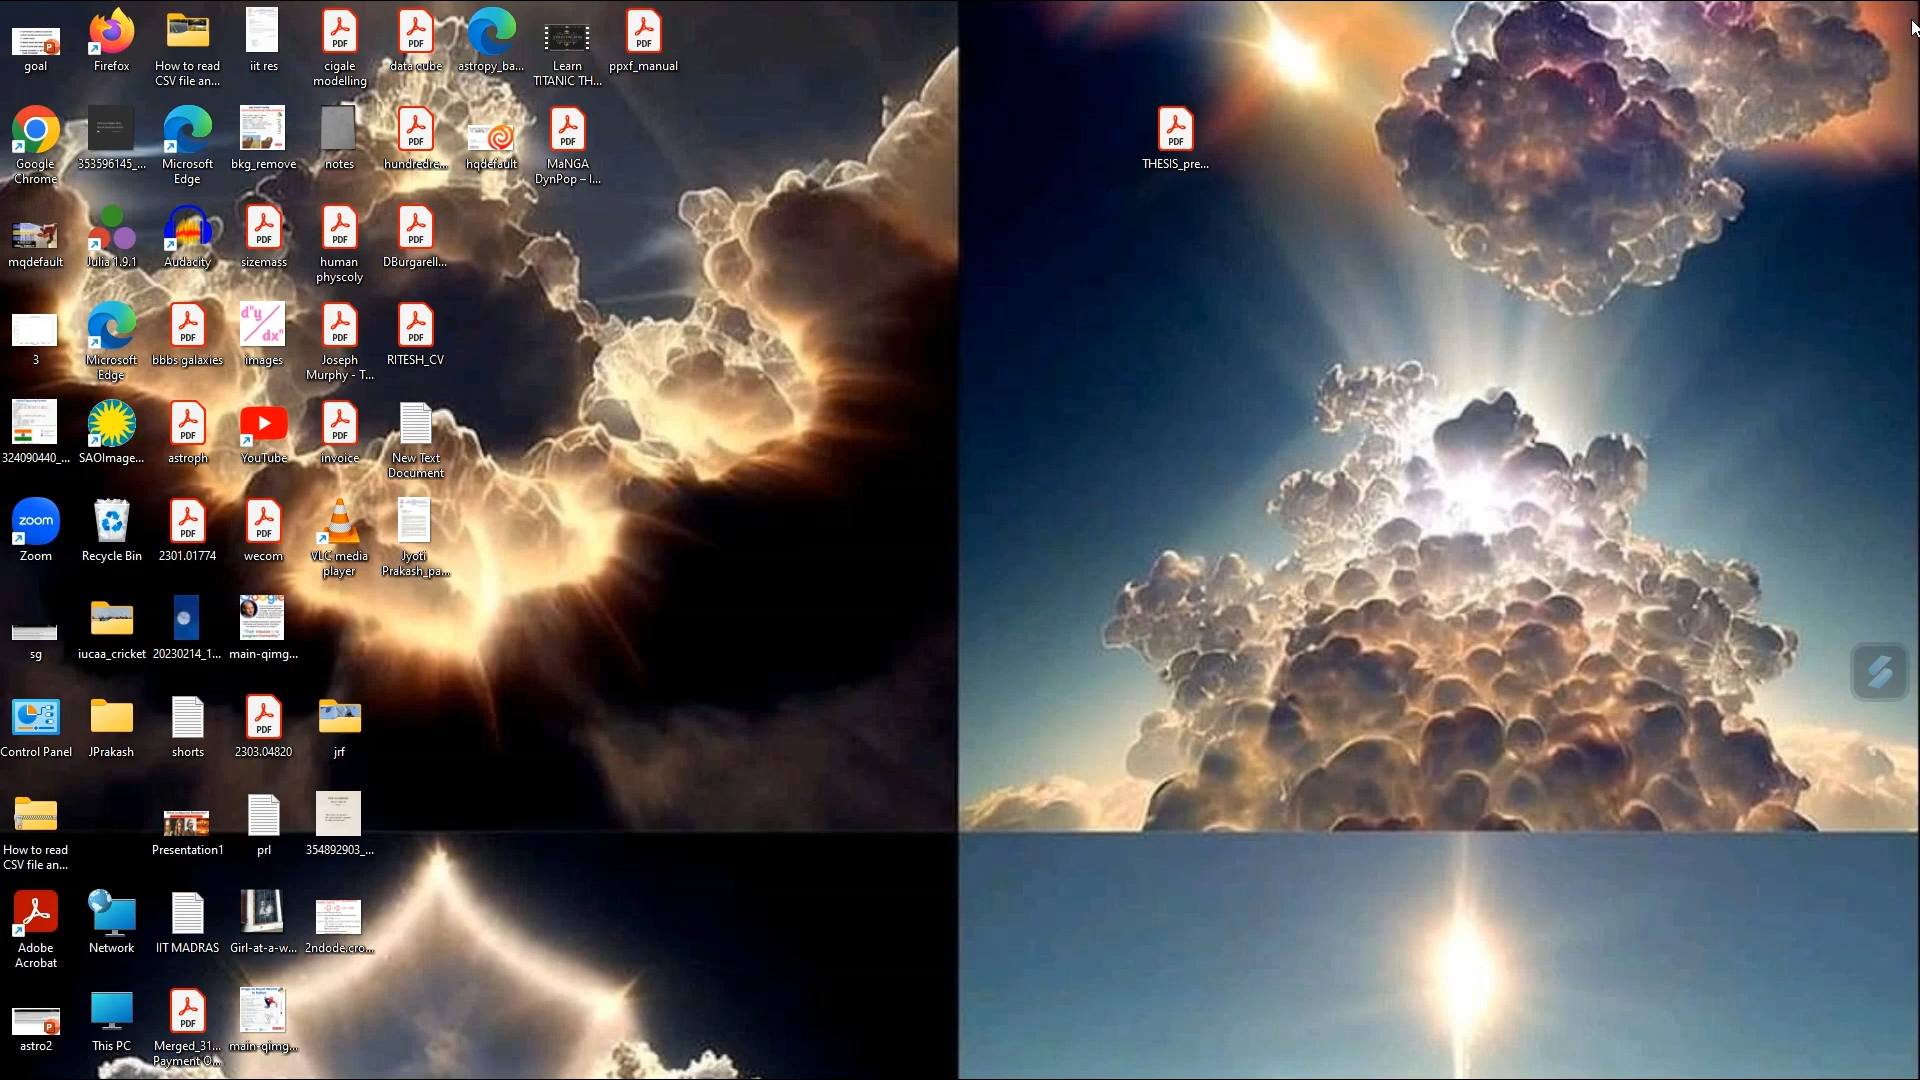 goal
Firefox
How to read
CSV file an...
iit res
cigale
modelling
data cube
astropy_ba...
Learn
TITANIC TH...
ppxf_manual
Google
Chrome
353596145_...
Microsoft
Edge
bkg_remove
notes
hundredre...
hqdefault
MaNGA
DynPop – I...
THESIS_pre...
mqdefault
Julia 1.9.1
Audacity
sizemass
human
physcoly
DBurgarell...
3
Microsoft
Edge
bbbs galaxies
images
Joseph
Murphy - T...
RITESH_CV
324090440_...
SAOImage...
astroph
YouTube
invoice
New Text
Document
zoom
Zoom
Recycle Bin
2301.01774
wecom
VLC media
player
Jyoti
Prakash_pa...
sg
iucaa_cricket
20230214_1...
main-qimg...
Control Panel
JPrakash
shorts
2303.04820
jrf
How to read
CSV file an...
Presentation1
prl
354892903_...
Adobe
Acrobat
Network
IIT MADRAS
Girl-at-a-w...
2ndode.cro...
astro2
This PC
Merged_31...
Payment O...
main-qimg...